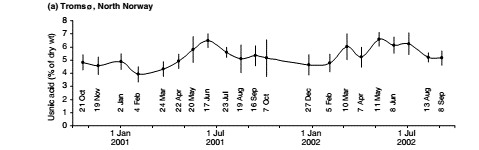 (a) Tromsø, North Norway
Usnic acid (% of dry wt)
8
7
6
5
4
3
2
1
0
21 Oct
19 Nov
2 Jan
4 Feb
24 Mar
22 Apr
20 May
17 Jun
23 Jul
19 Aug
16 Sep
7 Oct
27 Dec
5 Feb
10 Mar
7 Apr
11 May
8 Jun
13 Aug
8 Sep
1 Jan
2001
1 Jul
2001
1 Jan
2002
1 Jul
2002